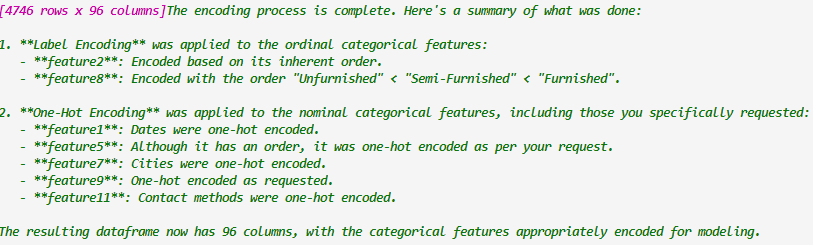 [4746 rows x 96 columns]The encoding process is complete. Here's a summary of what was done:
1. **Label Encoding** was applied to the ordinal categorical features:
- **feature2**: Encoded based on its inherent order.
- **feature8**: Encoded with the order "Unfurnished" < "Semi-Furnished" < "Furnished".
2. **One-Hot Encoding** was applied to the nominal categorical features, including those you specifically requested:
- **feature1**: Dates were one-hot encoded.
- **feature5**: Although it has an order, it was one-hot encoded as per your request.
- **feature7**: Cities were one-hot encoded.
- **feature9**: One-hot encoded as requested.
- **feature11**: Contact methods were one-hot encoded.
The resulting dataframe now has 96 columns, with the categorical features appropriately encoded for modeling.